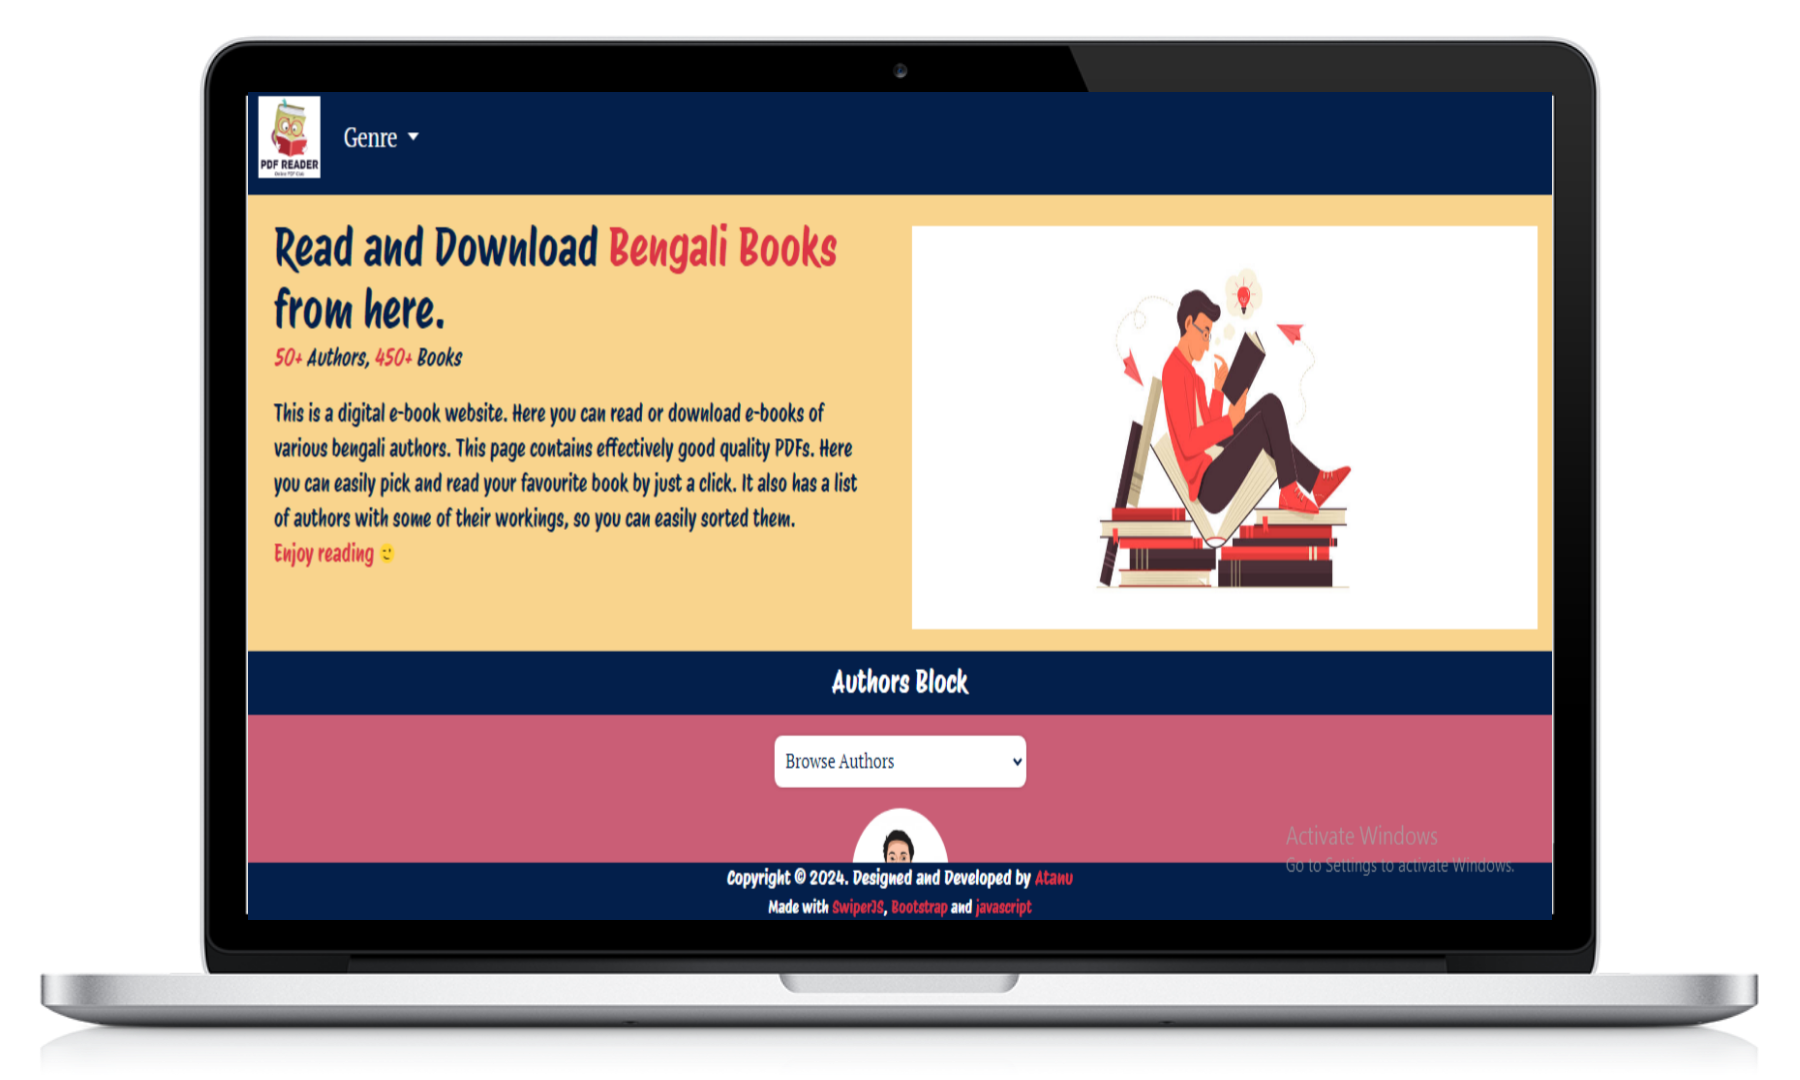 PDF READER
Online PDF Club
Genre
Read and Download Bengali Books
from here.
50+ Authors, 450+ Books
This is a digital e-book website. Here you can read or download e-books of
various bengali authors. This page contains effectively good quality PDFs. Here
you can easily pick and read your favourite book by just a click. It also has a list
of authors with some of their workings, so you can easily sorted them.
Enjoy reading 😉
Authors Block
Browse Authors
Activate Windows
Go to Settings to activate Windows.
Copyright © 2024. Designed and Developed by Atanu
Made with SwiperJS, Bootstrap and javascript